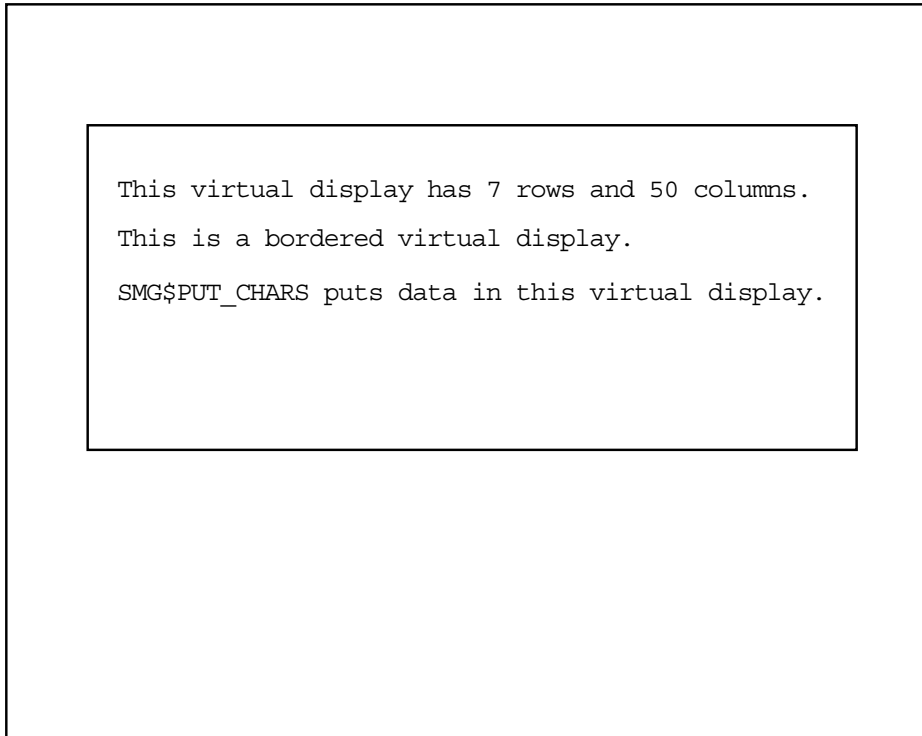 This virtual display has 7 rows and 50 columns.
This is a bordered virtual display.
SMG$PUT_CHARS puts data in this virtual display.